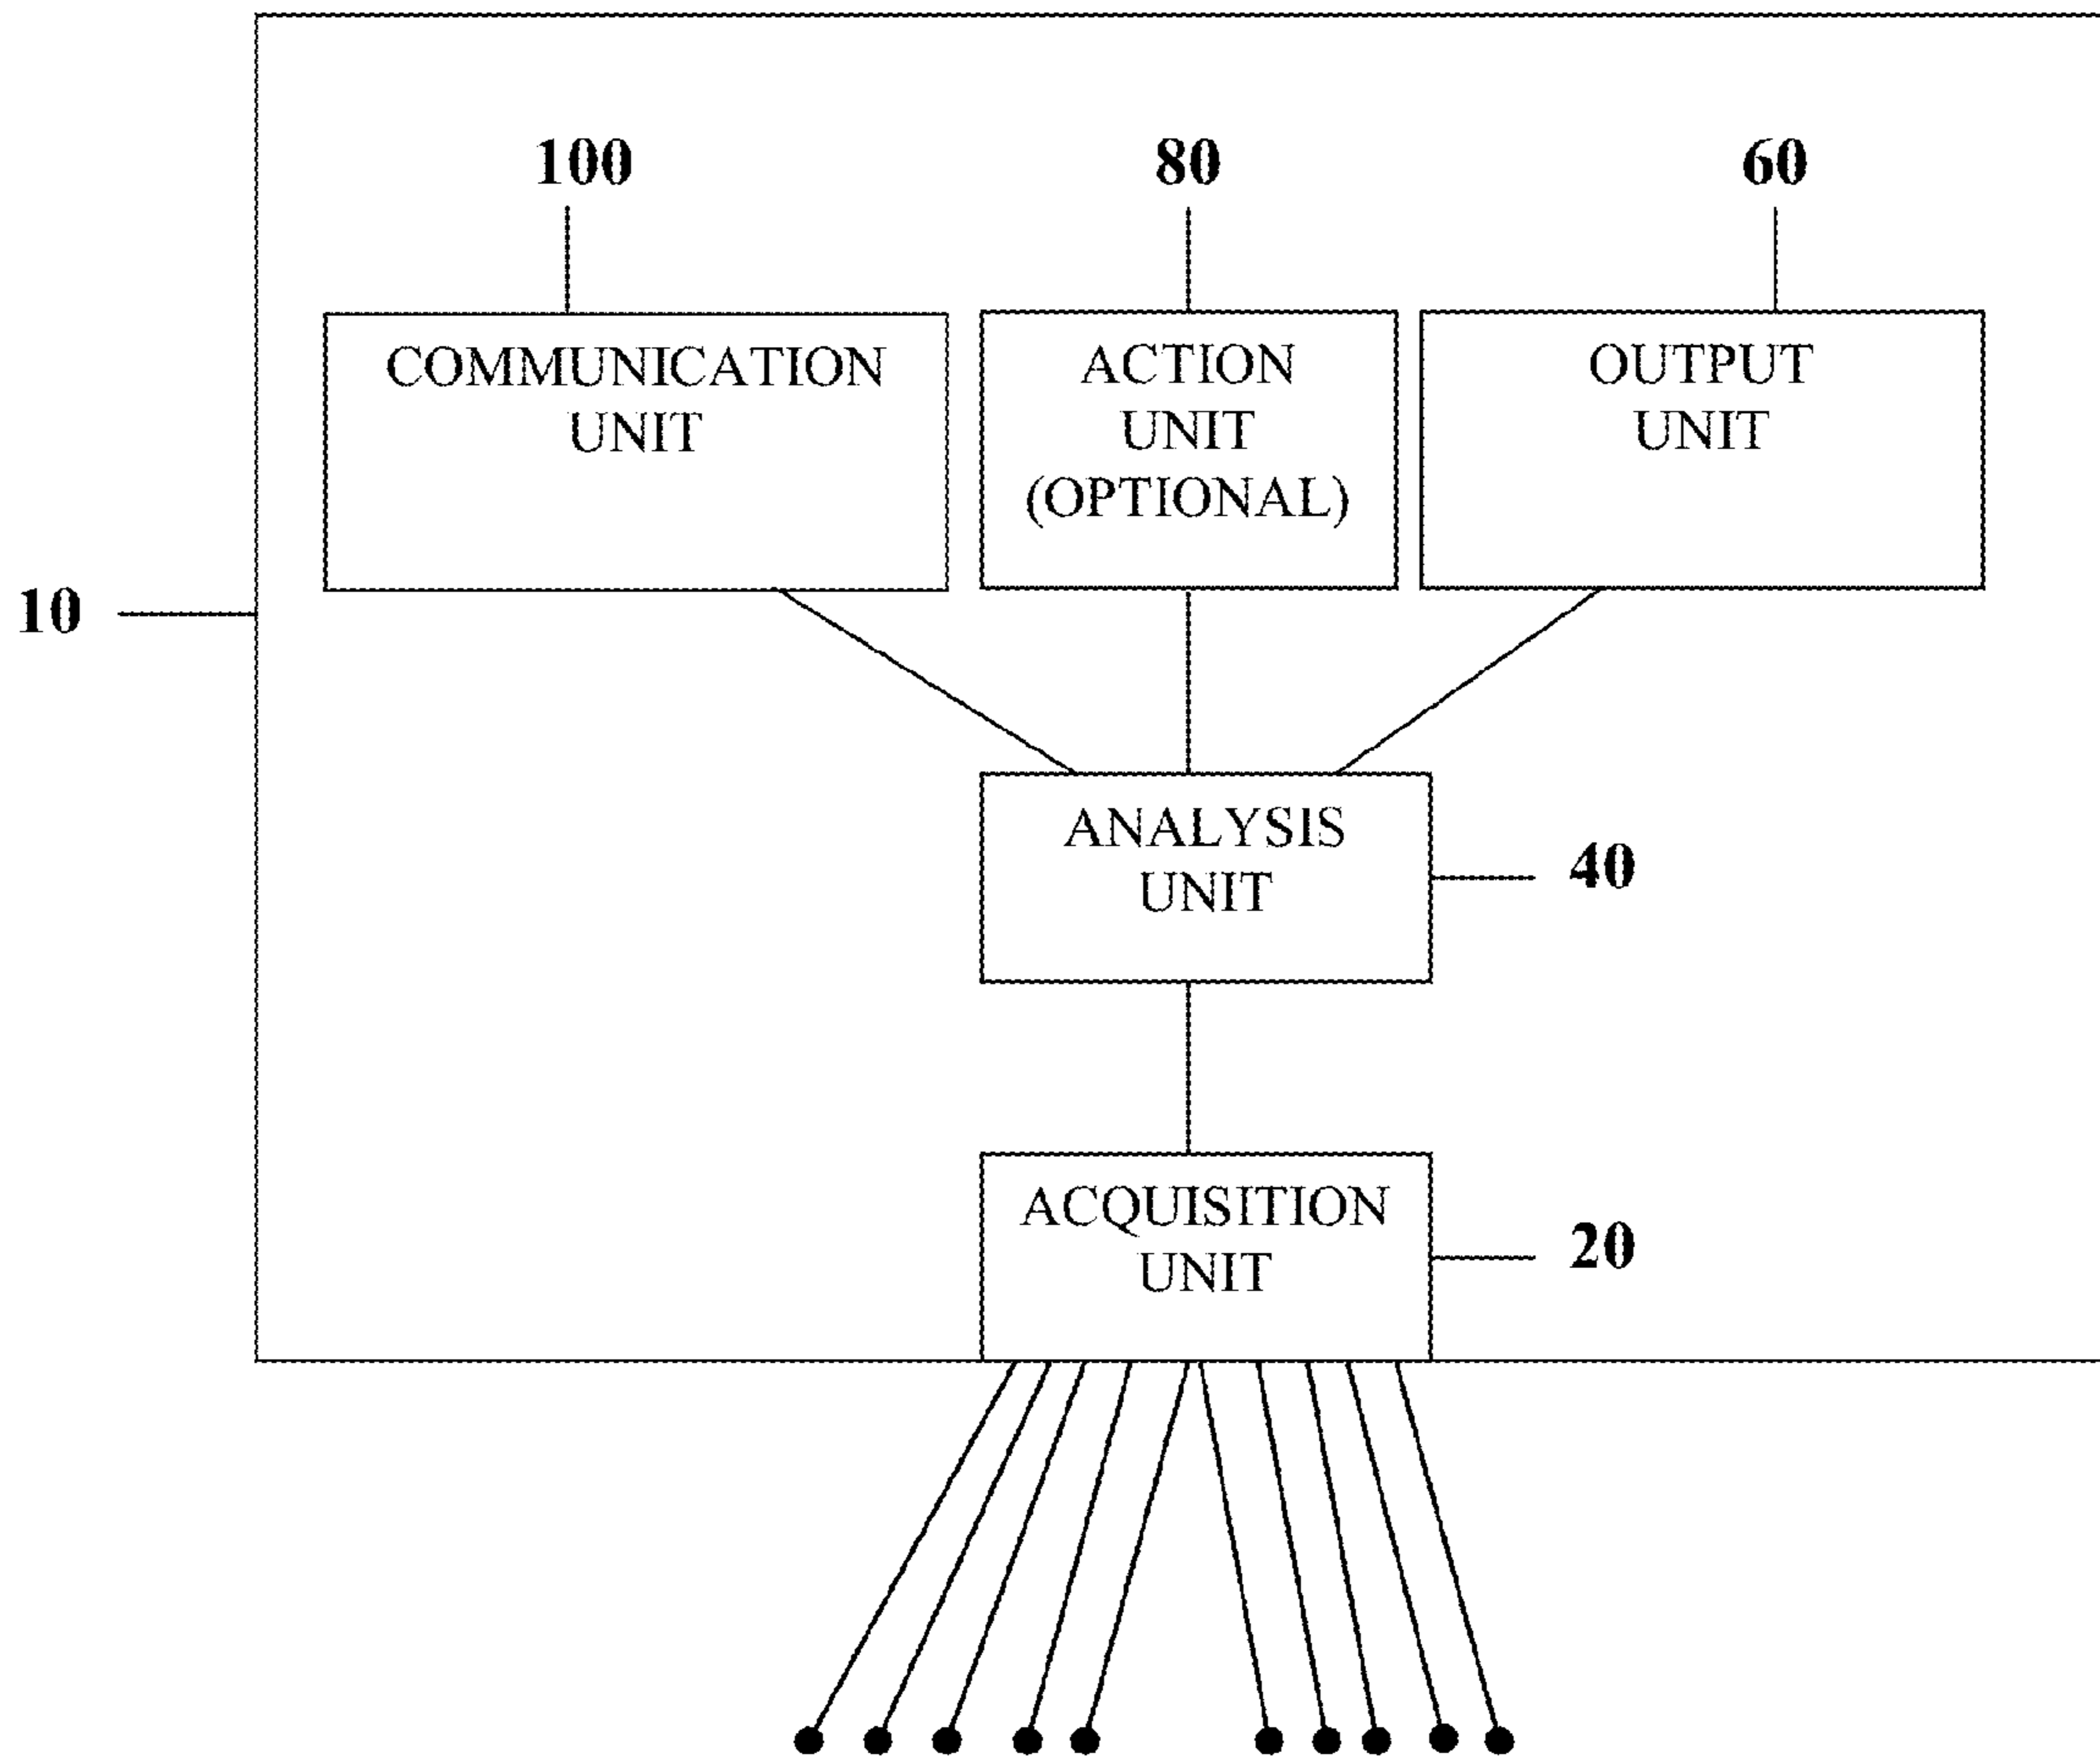 100
80
60
COMMUNICATION
UNIT
ACTION
UNIT
(OPTIONAL)
OUTPUT
UNIT
10
ANALYSIS
UNIT
40
ACQUISITION
UNIT
20